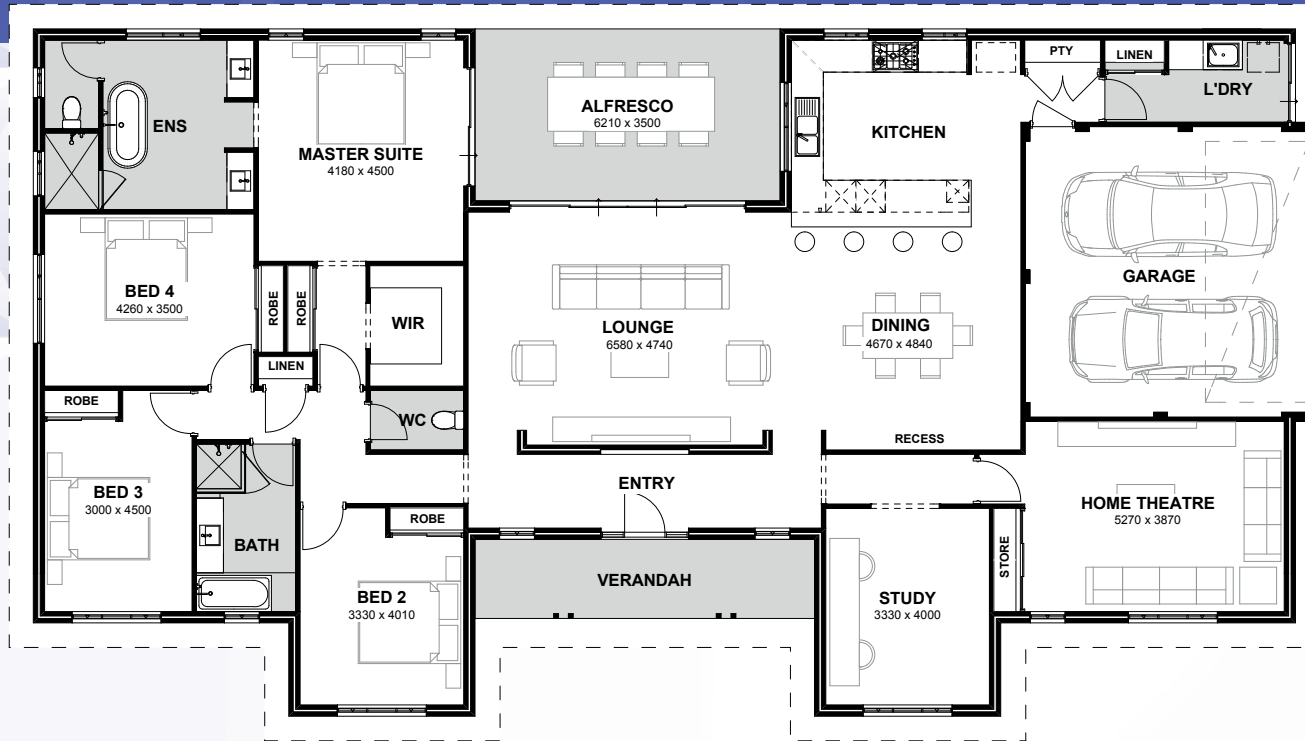 ENS
MASTER SUITE
4180 x 4500
ALFRESCO
6210 x 3500
KITCHEN
PTY
LINEN
L'DRY
GARAGE
BED 4
4260 x 3500
ROBE
ROBE
LINEN
WIR
WC
LOUNGE
6580 x 4740
DINING
4670 x 4840
RECESS
ROBE
BED 3
3000 x 4500
BATH
ROBE
BED 2
3330 x 4010
ENTRY
VERANDAH
STUDY
3330 x 4000
STORE
HOME THEATRE
5270 x 3870